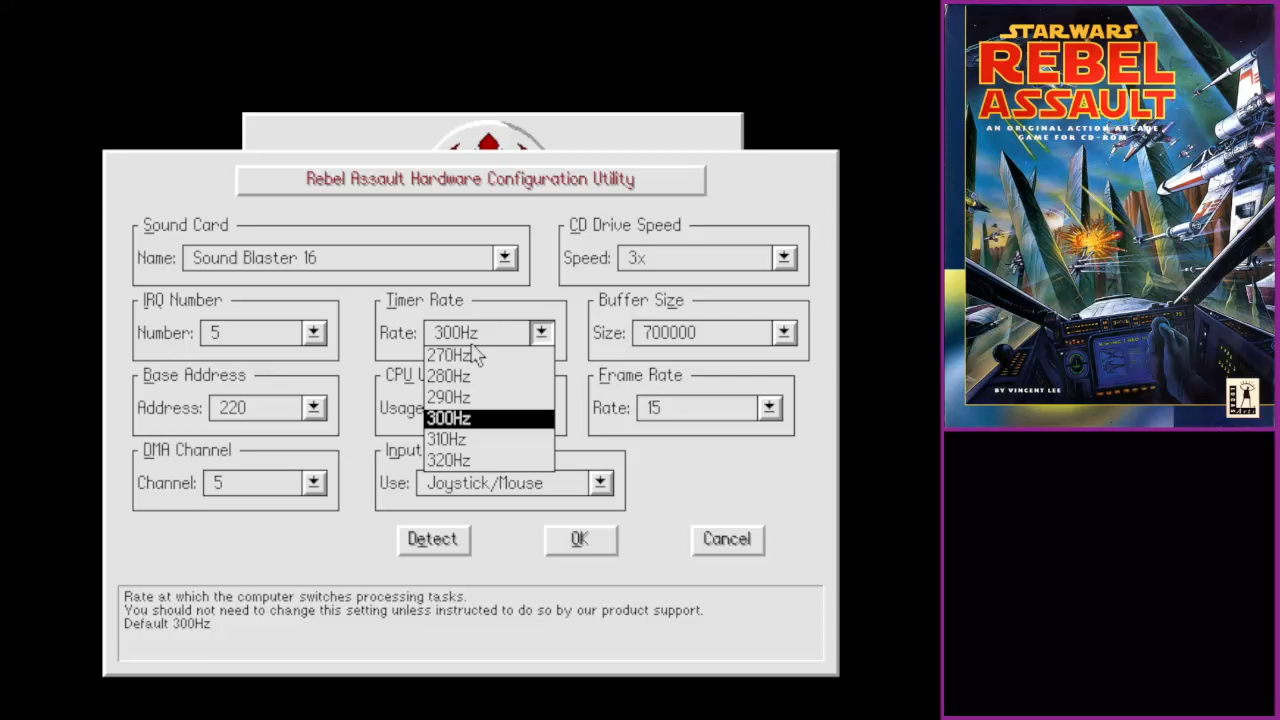 Rebel Assault Hardware Configuration Utility
Sound Card
Name: Sound Blaster 16
CD Drive Speed
Speed: 3x
IRQ Number
Number: 5
Timer Rate
Rate: 300Hz
270Hz
280Hz
290Hz
300Hz
310Hz
320Hz
Buffer Size
Size: 700000
Base Address
Address: 220
CPU U
Usage
Frame Rate
Rate: 15
DMA Channel
Channel: 5
Input
Use: Joystick/Mouse
Detect
OK
Cancel
Rate at which the computer switches processing tasks.
You should not need to change this setting unless instructed to do so by our product support.
Default 300Hz
STAR WARS
REBEL
ASSAULT
AN ORIGINAL ACTION ARCADE
GAME FOR CD-ROM
BY VINCENT LEE